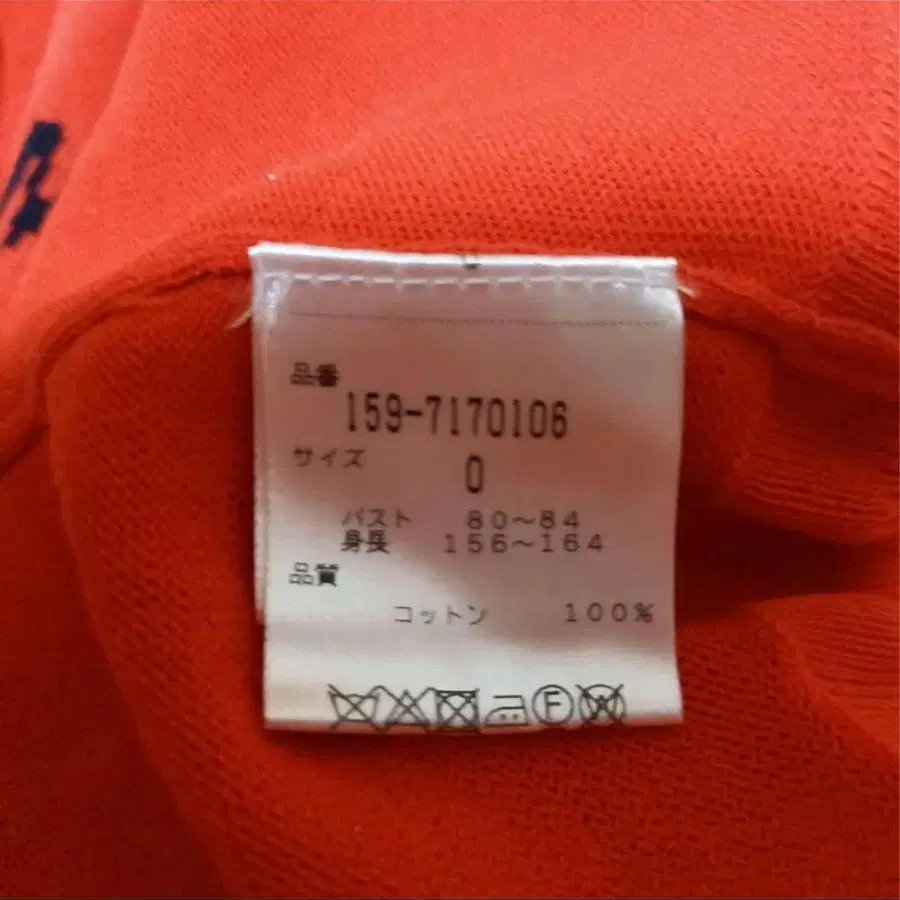 品番
159-7170106
サイズ
0
バスト 80～84
身長 156～164
品質
コットン 100%
F W